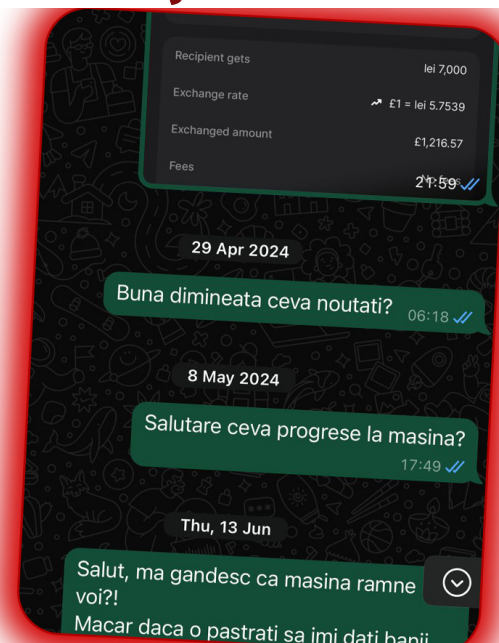 Recipient gets
lei 7,000
Exchange rate
£1 = lei 5.7539
Exchanged amount
£1,216.57
Fees
No fees
21:59
29 Apr 2024
Buna dimineata ceva noutati?
06:18
8 May 2024
Salutare ceva progrese la masina?
17:49
Thu, 13 Jun
Salut, ma gandesc ca masina ramne
voi?!
Macar daca o pastrati sa imi dati banii